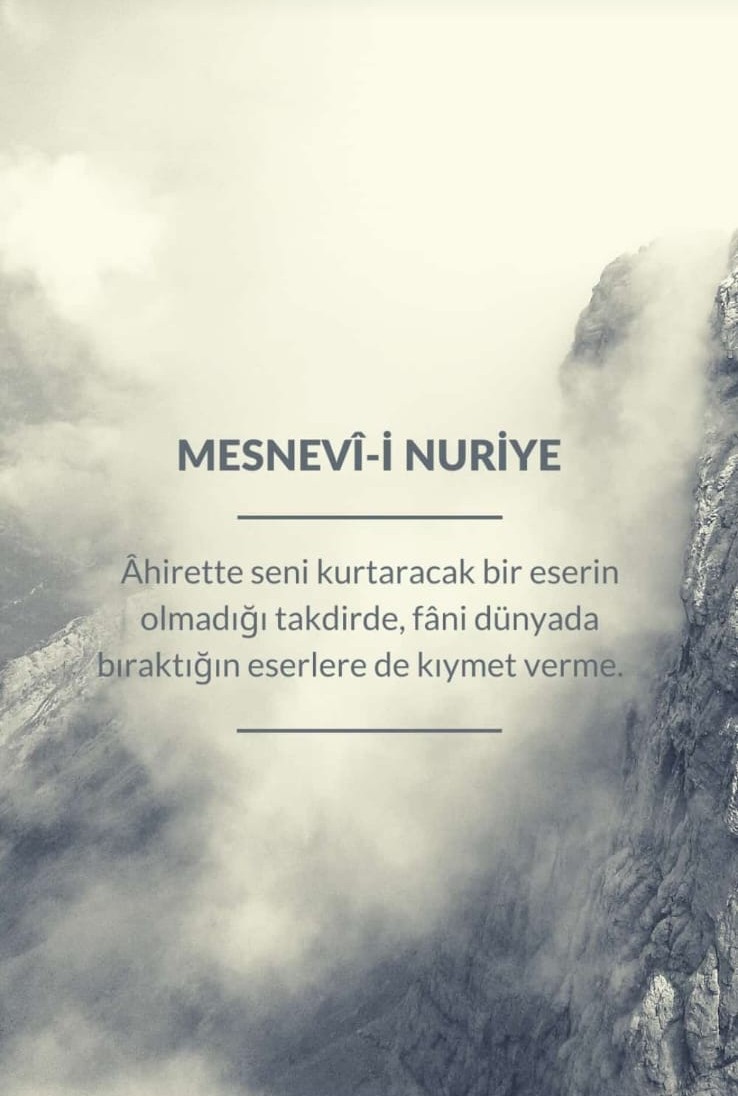 MESNEVÎ-İ NURİYE
Âhirette seni kurtaracak bir eserin
olmadığı takdirde, fâni dünyada
bıraktığın eserlere de kıymet verme.